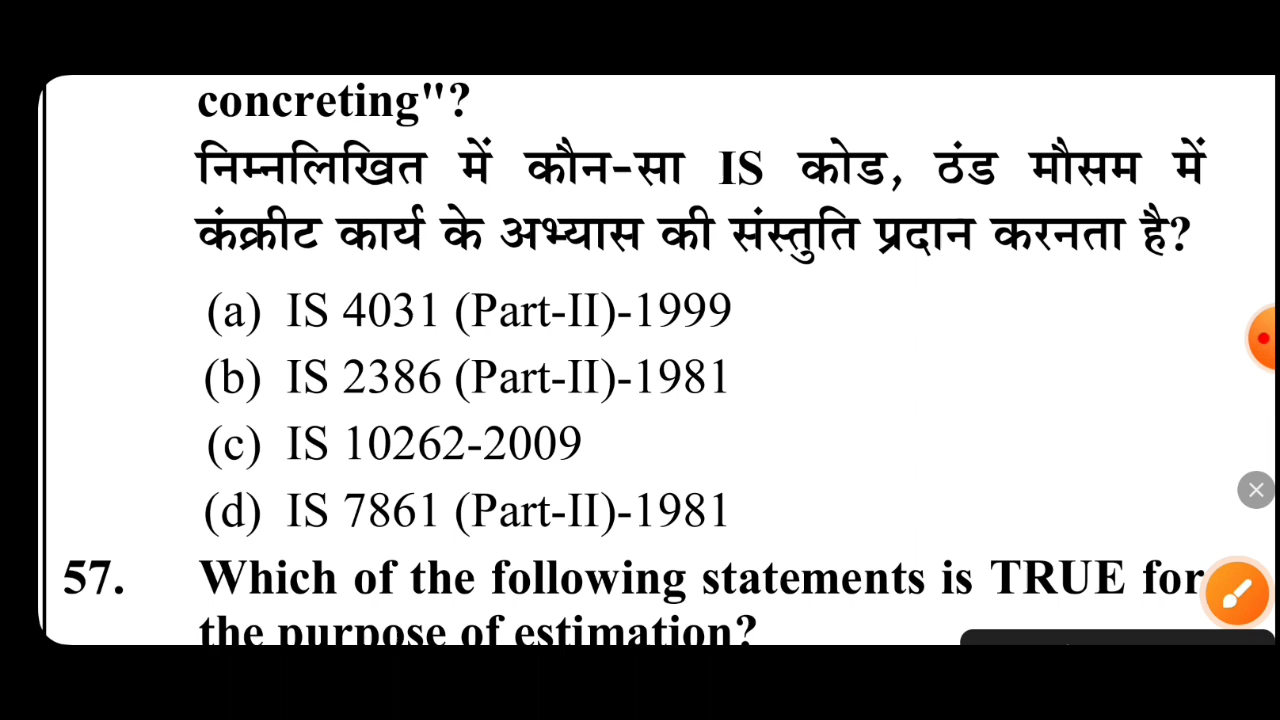 concreting"?
निम्नलिखित में कौन-सा IS कोड, ठंड मौसम में
कंक्रीट कार्य के अभ्यास की संस्तुति प्रदान करनता है?
(a) IS 4031 (Part-II)-1999
(b) IS 2386 (Part-II)-1981
(c) IS 10262-2009
(d) IS 7861 (Part-II)-1981
57. Which of the following statements is TRUE for
the purpose of estimation?